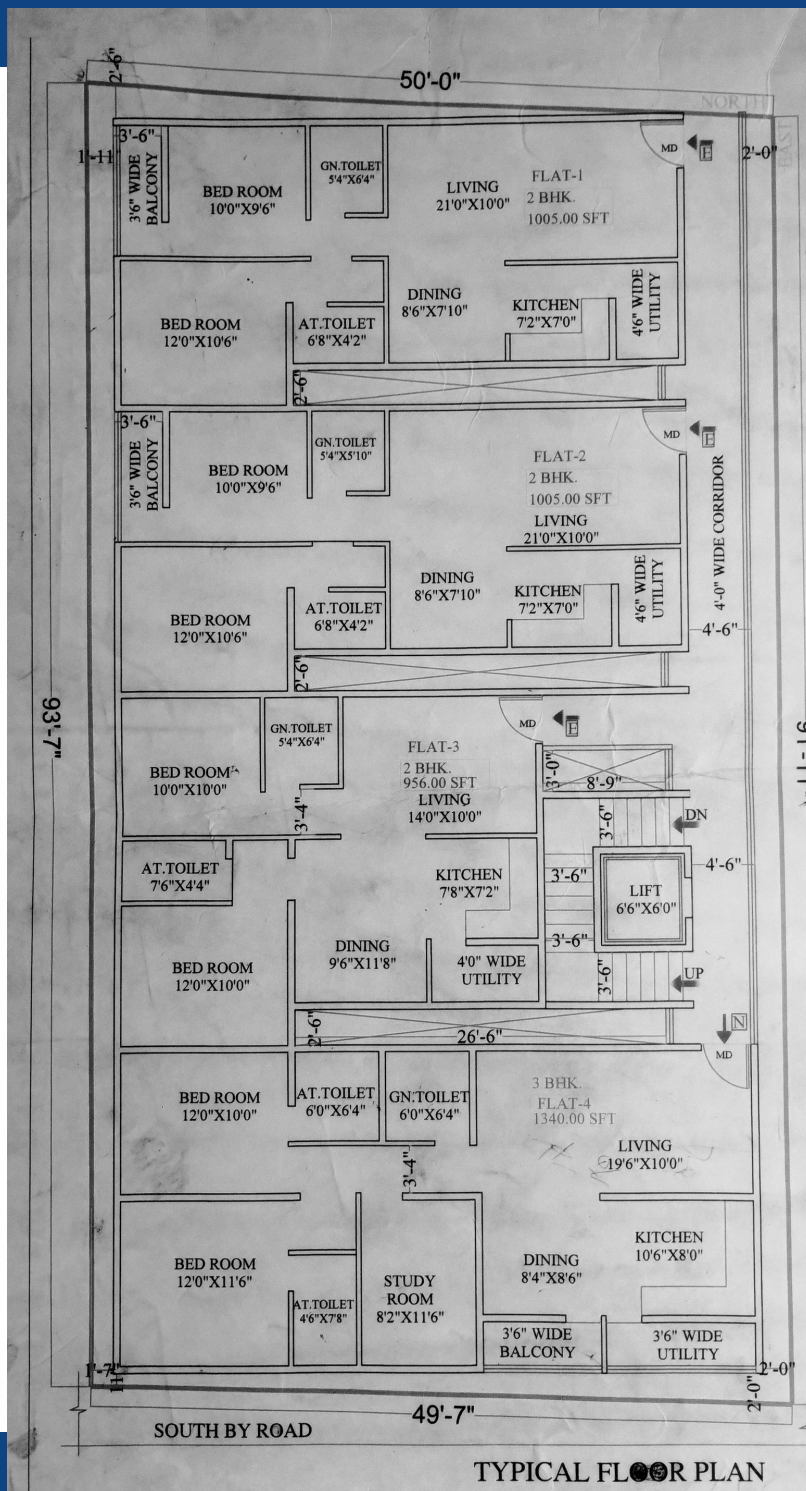 2'-6"
50'-0"
NORTH
EAST
1'-11"
3'-6"
3'6" WIDE
BALCONY
BED ROOM
10'0"X9'6"
GN.TOILET
5'4"X6'4"
LIVING
21'0"X10'0"
FLAT-1
2 BHK.
1005.00 SFT
MD
E
2'-0"
BED ROOM
12'0"X10'6"
AT.TOILET
6'8"X4'2"
DINING
8'6"X7'10"
KITCHEN
7'2"X7'0"
4'6" WIDE
UTILITY
2'-6"
3'-6"
3'6" WIDE
BALCONY
BED ROOM
10'0"X9'6"
GN.TOILET
5'4"X5'10"
FLAT-2
2 BHK.
1005.00 SFT
LIVING
21'0"X10'0"
MD
E
4'-0" WIDE CORRIDOR
BED ROOM
12'0"X10'6"
AT.TOILET
6'8"X4'2"
DINING
8'6"X7'10"
KITCHEN
7'2"X7'0"
4'6" WIDE
UTILITY
4'-6"
2'-6"
93'-7"
BED ROOM
10'0"X10'0"
GN.TOILET
5'4"X6'4"
3'-4"
FLAT-3
2 BHK.
956.00 SFT
LIVING
14'0"X10'0"
MD
E
3'-0"
8'-9"
3'-6"
DN
AT.TOILET
7'6"X4'4"
KITCHEN
7'8"X7'2"
3'-6"
LIFT
6'6"X6'0"
4'-6"
3'-6"
BED ROOM
12'0"X10'0"
DINING
9'6"X11'8"
4'0" WIDE
UTILITY
3'-6"
UP
2'-6"
26'-6"
N
MD
BED ROOM
12'0"X10'0"
AT.TOILET
6'0"X6'4"
GN.TOILET
6'0"X6'4"
3 BHK.
FLAT-4
1340.00 SFT
LIVING
19'6"X10'0"
3'-4"
BED ROOM
12'0"X11'6"
AT.TOILET
4'6"X7'8"
STUDY
ROOM
8'2"X11'6"
DINING
8'4"X8'6"
KITCHEN
10'6"X8'0"
3'6" WIDE
BALCONY
3'6" WIDE
UTILITY
1'-7"
2'-0"
2'-0"
49'-7"
SOUTH BY ROAD
TYPICAL FLOOR PLAN